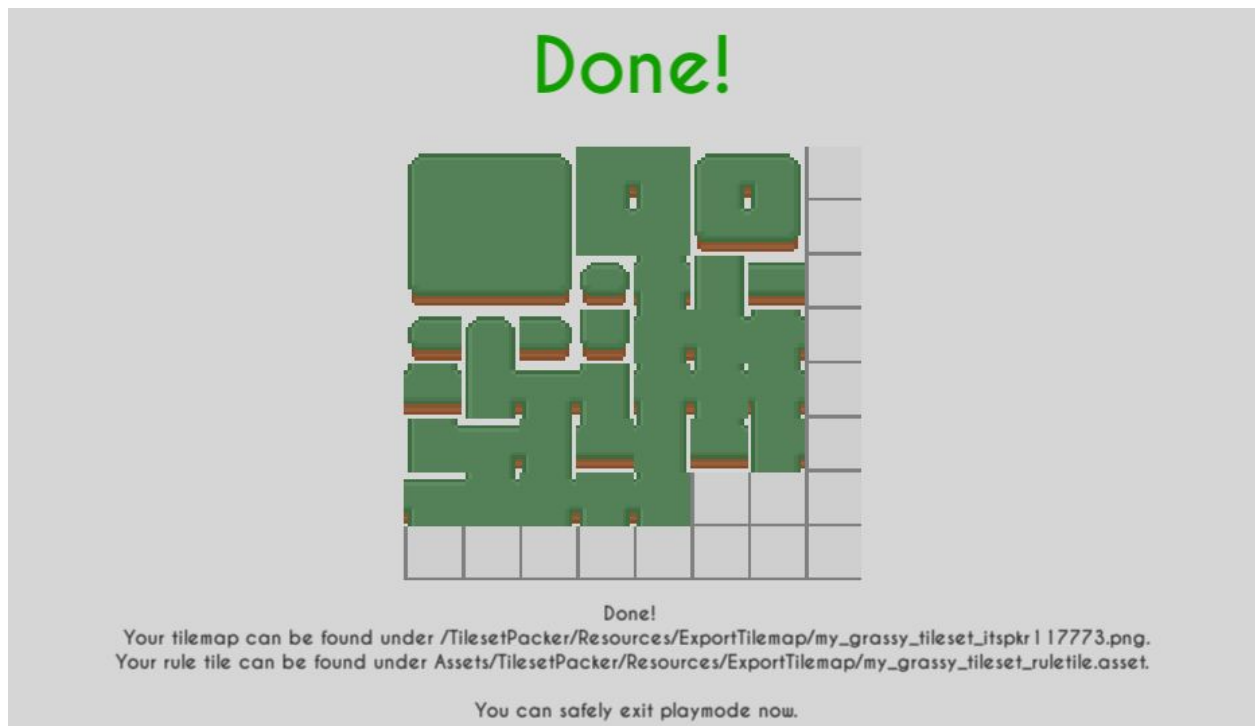 Done!
Done!
Your tilemap can be found under /TilesetPacker/Resources/ExportTilemap/my_grassy_tileset_itspkr117773.png.
Your rule tile can be found under Assets/TilesetPacker/Resources/ExportTilemap/my_grassy_tileset_ruletile.asset.
You can safely exit playmode now.